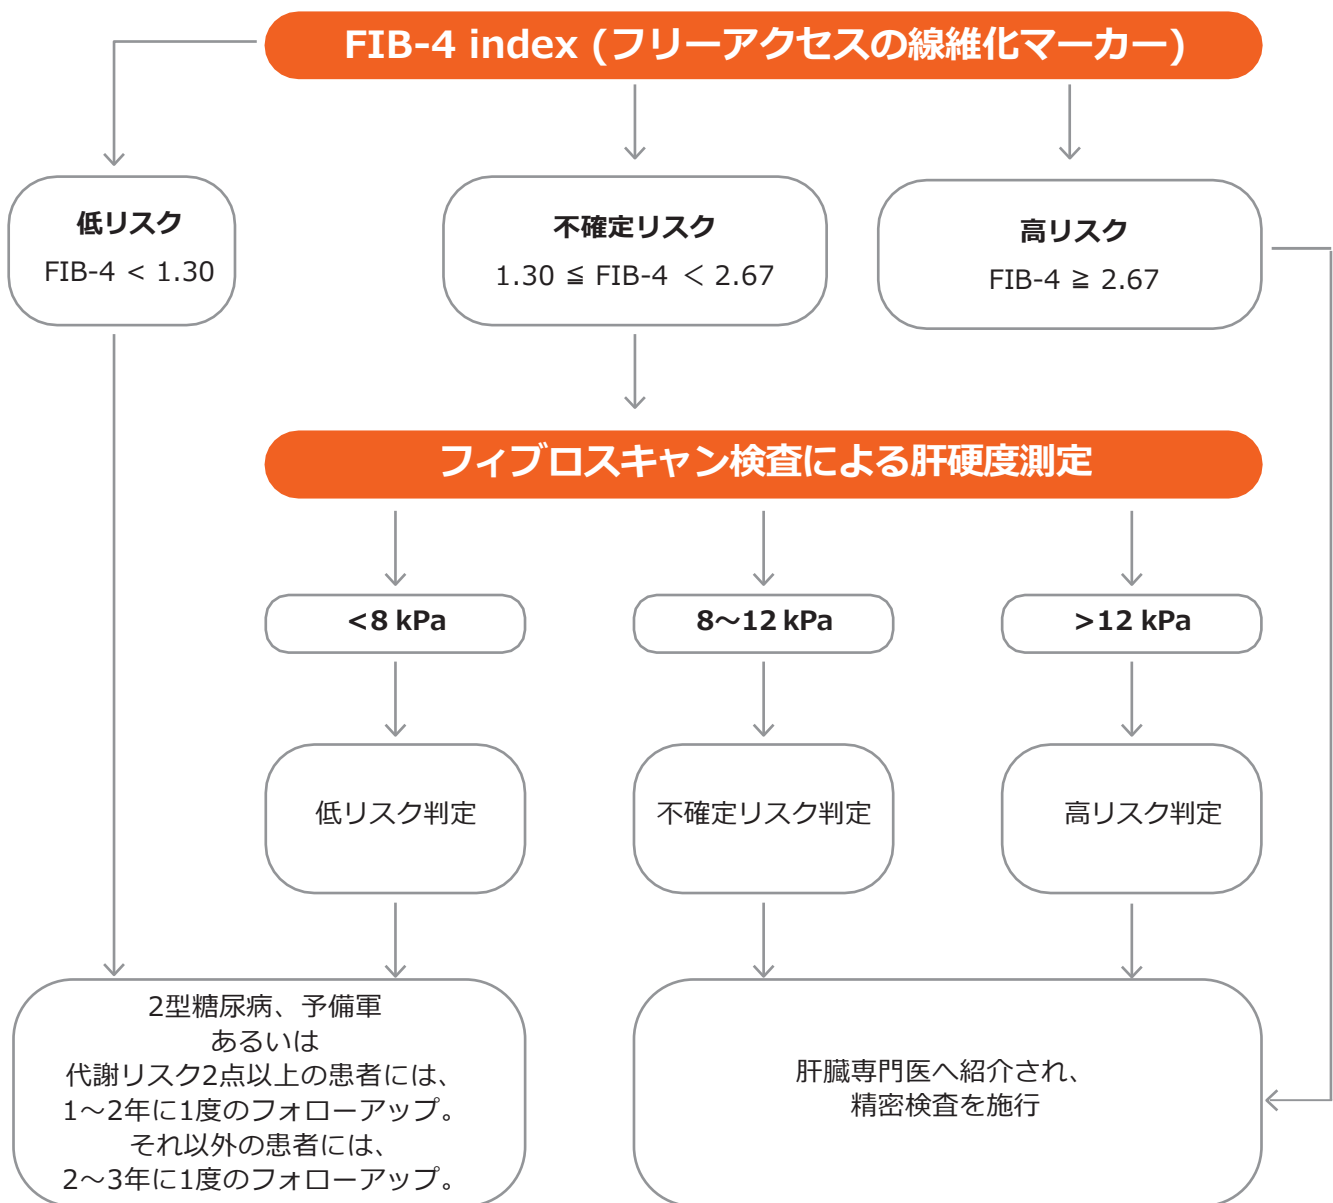 FIB-4 index (フリーアクセスの線維化マーカー)
低リスク
FIB-4 < 1.30
不確定リスク
1.30 ≦ FIB-4 < 2.67
高リスク
FIB-4 ≧ 2.67
フィブロスキャン検査による肝硬度測定
<8 kPa
8～12 kPa
>12 kPa
低リスク判定
不確定リスク判定
高リスク判定
2型糖尿病、予備軍
あるいは
代謝リスク2点以上の患者には、
1～2年に1度のフォローアップ。
それ以外の患者には、
2～3年に1度のフォローアップ。
肝臓専門医へ紹介され、
精密検査を施行